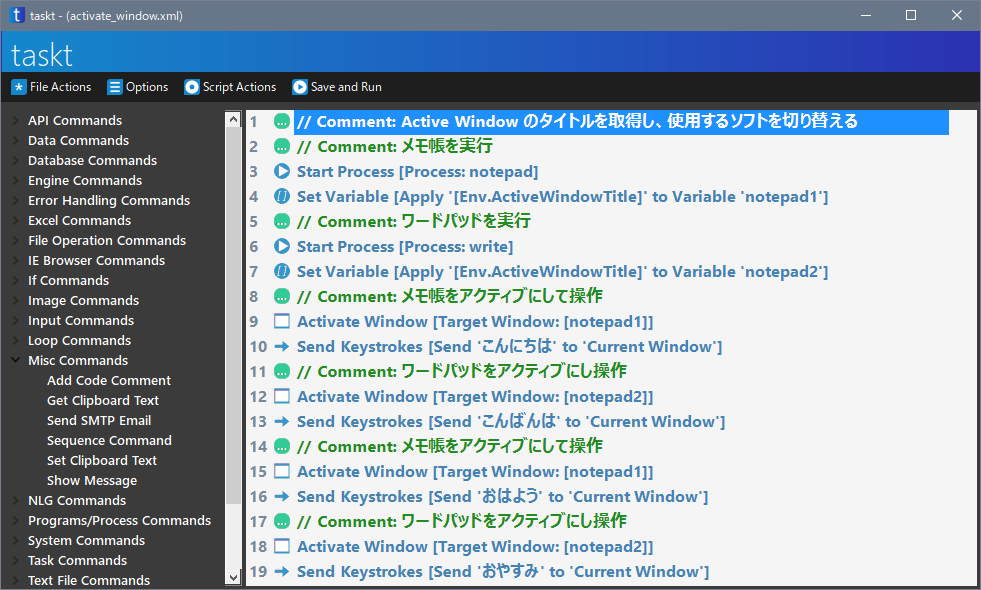 taskt - (activate_window.xml)
taskt
File Actions Options Script Actions Save and Run
API Commands
Data Commands
Database Commands
Engine Commands
Error Handling Commands
Excel Commands
File Operation Commands
IE Browser Commands
If Commands
Image Commands
Input Commands
Loop Commands
Misc Commands
Add Code Comment
Get Clipboard Text
Send SMTP Email
Sequence Command
Set Clipboard Text
Show Message
NLG Commands
Programs/Process Commands
System Commands
Task Commands
Text File Commands
1 // Comment: Active Window のタイトルを取得し、使用するソフトを切り替える
2 // Comment: メモ帳を実行
3 Start Process [Process: notepad]
4 Set Variable [Apply '[Env.ActiveWindowTitle]' to Variable 'notepad1']
5 // Comment: ワードパッドを実行
6 Start Process [Process: write]
7 Set Variable [Apply '[Env.ActiveWindowTitle]' to Variable 'notepad2']
8 // Comment: メモ帳をアクティブにして操作
9 Activate Window [Target Window: [notepad1]]
10 Send Keystrokes [Send 'こんにちは' to 'Current Window']
11 // Comment: ワードパッドをアクティブにし操作
12 Activate Window [Target Window: [notepad2]]
13 Send Keystrokes [Send 'こんばんは' to 'Current Window']
14 // Comment: メモ帳をアクティブにして操作
15 Activate Window [Target Window: [notepad1]]
16 Send Keystrokes [Send 'おはよう' to 'Current Window']
17 // Comment: ワードパッドをアクティブにし操作
18 Activate Window [Target Window: [notepad2]]
19 Send Keystrokes [Send 'おやすみ' to 'Current Window']